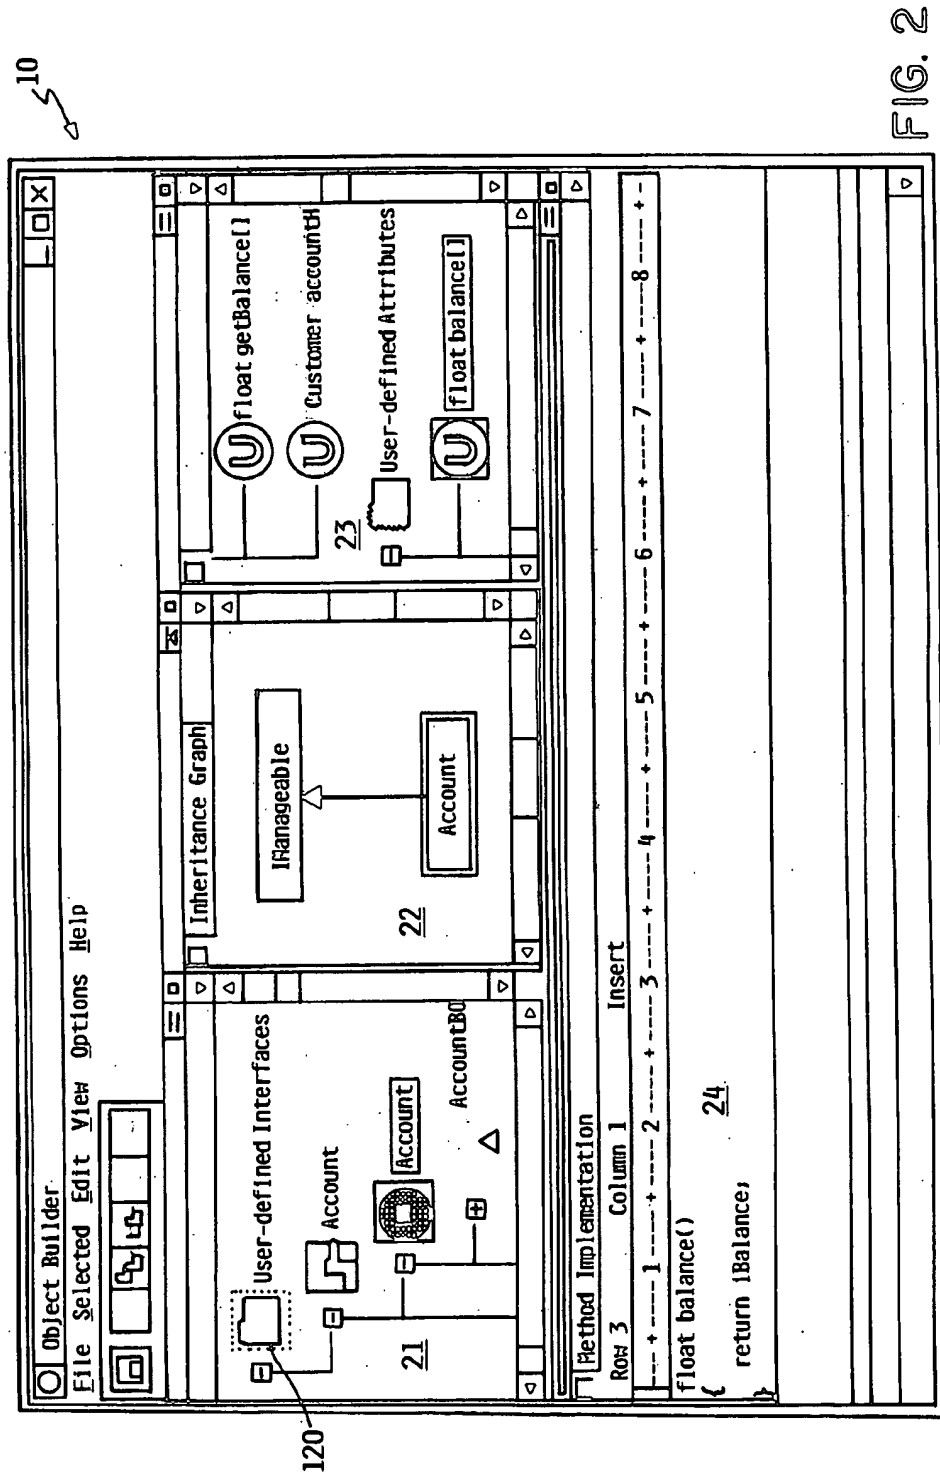 10
Object Builder
File Selected Edit View Options Help
User-defined Interfaces
Account
Account
AccountBO
21
120
Inheritance Graph
IManageable
Account
22
float getBalance()
Customer accountH
23
User-defined Attributes
float balance()
Method Implementation
Row 3 Column 1 Insert
----+----1----+----2----+----3----+----4----+----5----+----6----+----7----+----8----+-
float balance()
{
return iBalance;
}
24
FIG. 2